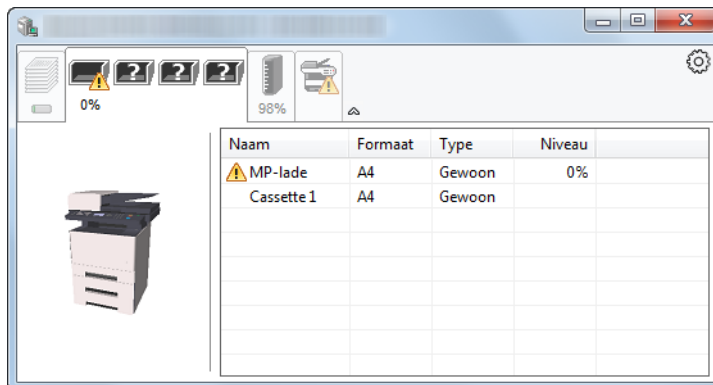 0%
98%
Naam Formaat Type Niveau
MP-lade A4 Gewoon 0%
Cassette 1 A4 Gewoon